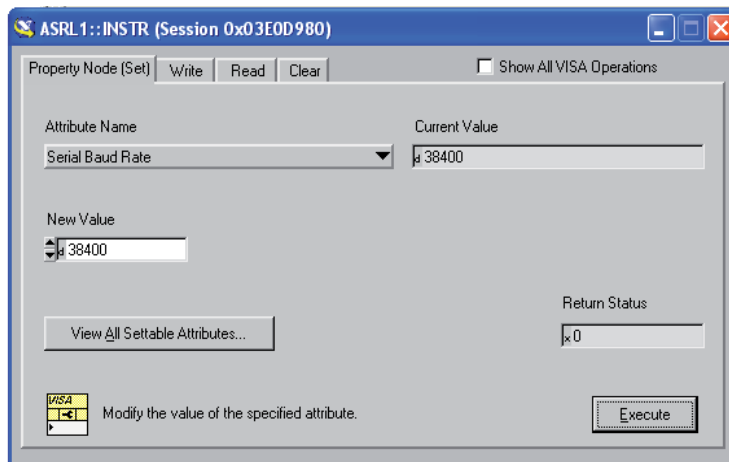 ASRL1::INSTR (Session 0x03E0D980)
Property Node (Set) Write Read Clear Show All VISA Operations
Attribute Name Current Value
Serial Baud Rate d 38400
New Value
d 38400
Return Status
View All Settable Attributes... x 0
VISA
Modify the value of the specified attribute. Execute